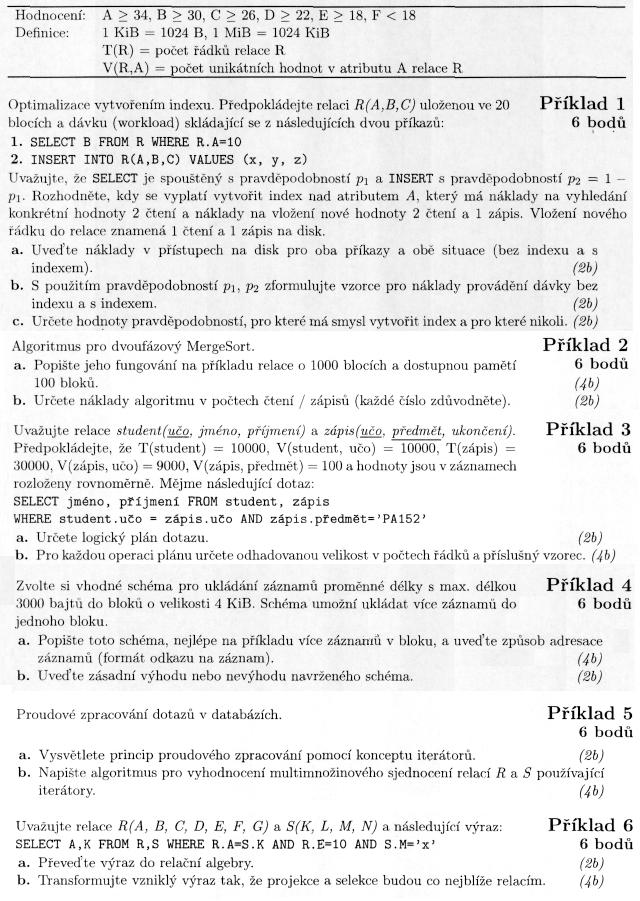 Hodnocení: A ≥ 34, B ≥ 30, C ≥ 26, D ≥ 22, E ≥ 18, F < 18
Definice: 1 KiB = 1024 B, 1 MiB = 1024 KiB
T(R) = počet řádků relace R
V(R,A) = počet unikátních hodnot v atributu A relace R
Optimalizace vytvořením indexu. Předpokládejte relaci R(A,B,C) uloženou ve 20 Příklad 1
blocích a dávku (workload) skládající se z následujících dvou příkazů: 6 bodů
1. SELECT B FROM R WHERE R.A=10
2. INSERT INTO R(A,B,C) VALUES (x, y, z)
Uvažujte, že SELECT je spouštěný s pravděpodobností p₁ a INSERT s pravděpodobností p₂ = 1 −
p₁. Rozhodněte, kdy se vyplatí vytvořit index nad atributem A, který má náklady na vyhledání
konkrétní hodnoty 2 čtení a náklady na vložení nové hodnoty 2 čtení a 1 zápis. Vložení nového
řádku do relace znamená 1 čtení a 1 zápis na disk.
a. Uveďte náklady v přístupech na disk pro oba příkazy a obě situace (bez indexu a s
indexem). (2b)
b. S použitím pravděpodobností p₁, p₂ zformulujte vzorce pro náklady provádění dávky bez
indexu a s indexem. (2b)
c. Určete hodnoty pravděpodobností, pro které má smysl vytvořit index a pro které nikoli. (2b)
Algoritmus pro dvoufázový MergeSort. Příklad 2
a. Popište jeho fungování na příkladu relace o 1000 blocích a dostupnou pamětí 6 bodů
100 bloků. (4b)
b. Určete náklady algoritmu v počtech čtení / zápisů (každé číslo zdůvodněte). (2b)
Uvažujte relace student(učo, jméno, příjmení) a zápis(učo, předmět, ukončení). Příklad 3
Předpokládejte, že T(student) = 10000, V(student, učo) = 10000, T(zápis) = 6 bodů
30000, V(zápis, učo) = 9000, V(zápis, předmět) = 100 a hodnoty jsou v záznamech
rozloženy rovnoměrně. Mějme následující dotaz:
SELECT jméno, příjmení FROM student, zápis
WHERE student.učo = zápis.učo AND zápis.předmět='PA152'
a. Určete logický plán dotazu. (2b)
b. Pro každou operaci plánu určete odhadovanou velikost v počtech řádků a příslušný vzorec. (4b)
Zvolte si vhodné schéma pro ukládání záznamů proměnné délky s max. délkou Příklad 4
3000 bajtů do bloků o velikosti 4 KiB. Schéma umožní ukládat více záznamů do 6 bodů
jednoho bloku.
a. Popište toto schéma, nejlépe na příkladu více záznamů v bloku, a uveďte způsob adresace
záznamů (formát odkazu na záznam). (4b)
b. Uveďte zásadní výhodu nebo nevýhodu navrženého schéma. (2b)
Proudové zpracování dotazů v databázích. Příklad 5
6 bodů
a. Vysvětlete princip proudového zpracování pomocí konceptu iterátorů. (2b)
b. Napište algoritmus pro vyhodnocení multimnožinového sjednocení relací R a S používající
iterátory. (4b)
Uvažujte relace R(A, B, C, D, E, F, G) a S(K, L, M, N) a následující výraz: Příklad 6
SELECT A,K FROM R,S WHERE R.A=S.K AND R.E=10 AND S.M='x' 6 bodů
a. Převeďte výraz do relační algebry. (2b)
b. Transformujte vzniklý výraz tak, že projekce a selekce budou co nejblíže relacím. (4b)